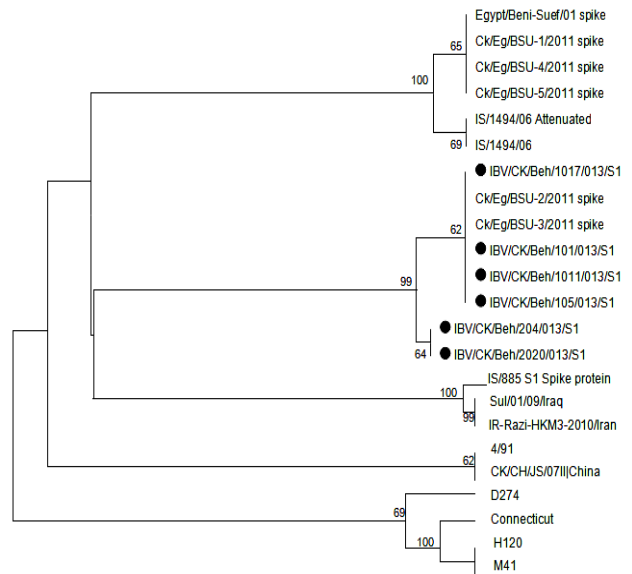 Egypt/Beni-Suef/01 spike
65
Ck/Eg/BSU-1/2011 spike
100
Ck/Eg/BSU-4/2011 spike
Ck/Eg/BSU-5/2011 spike
IS/1494/06 Attenuated
69
IS/1494/06
IBV/CK/Beh/1017/013/S1
Ck/Eg/BSU-2/2011 spike
Ck/Eg/BSU-3/2011 spike
62
IBV/CK/Beh/101/013/S1
99
IBV/CK/Beh/1011/013/S1
IBV/CK/Beh/105/013/S1
IBV/CK/Beh/204/013/S1
64
IBV/CK/Beh/2020/013/S1
IS/885 S1 Spike protein
100
Sul/01/09/Iraq
99
IR-Razi-HKM3-2010/Iran
4/91
62
CK/CH/JS/07II|China
D274
69
Connecticut
100
H120
M41